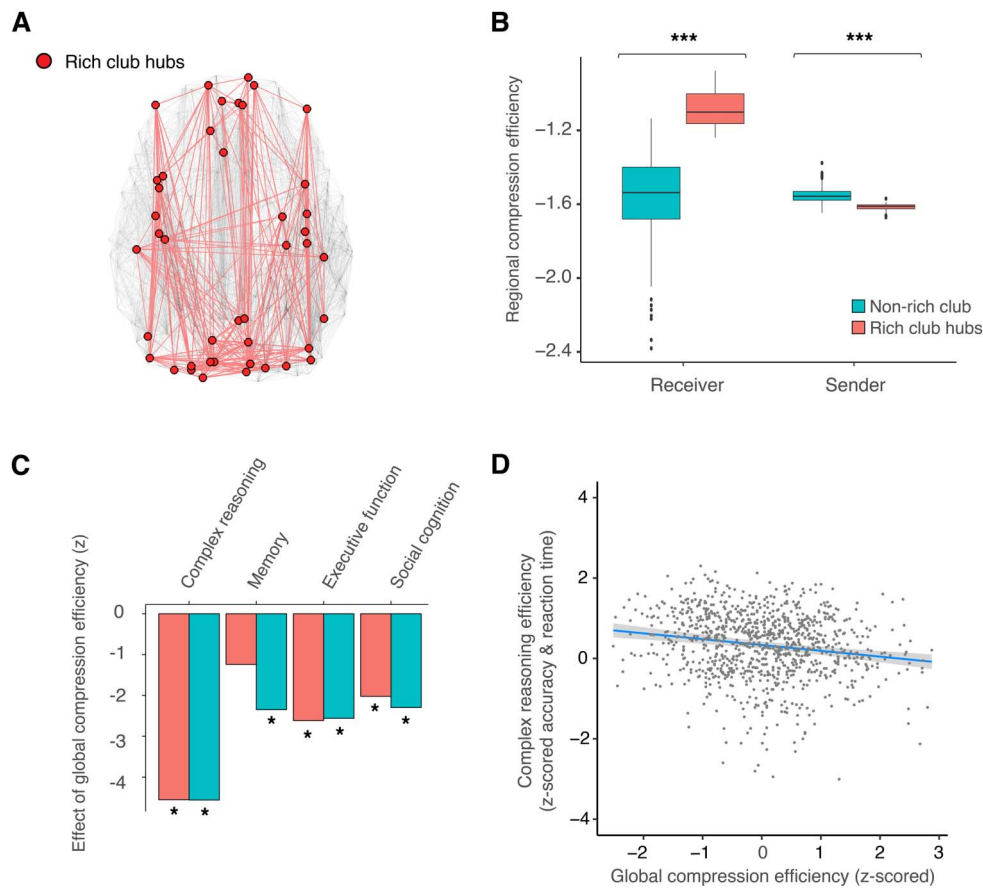 A
Rich club hubs
B
***
***
Regional compression efficiency
−1.2
−1.6
−2.0
−2.4
Non-rich club
Rich club hubs
Receiver
Sender
C
Complex reasoning
Memory
Executive function
Social cognition
Effect of global compression efficiency (z)
0
-1
-2
-3
-4
*
*
*
*
*
*
*
D
Complex reasoning efficiency
(z-scored accuracy & reaction time)
4
2
0
−2
−4
−2
−1
0
1
2
3
Global compression efficiency (z-scored)